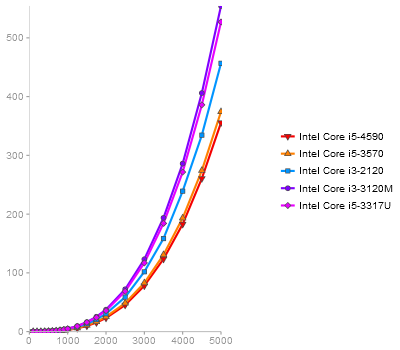 500
400
300
200
100
0
0 1000 2000 3000 4000 5000
Intel Core i5-4590
Intel Core i5-3570
Intel Core i3-2120
Intel Core i3-3120M
Intel Core i5-3317U